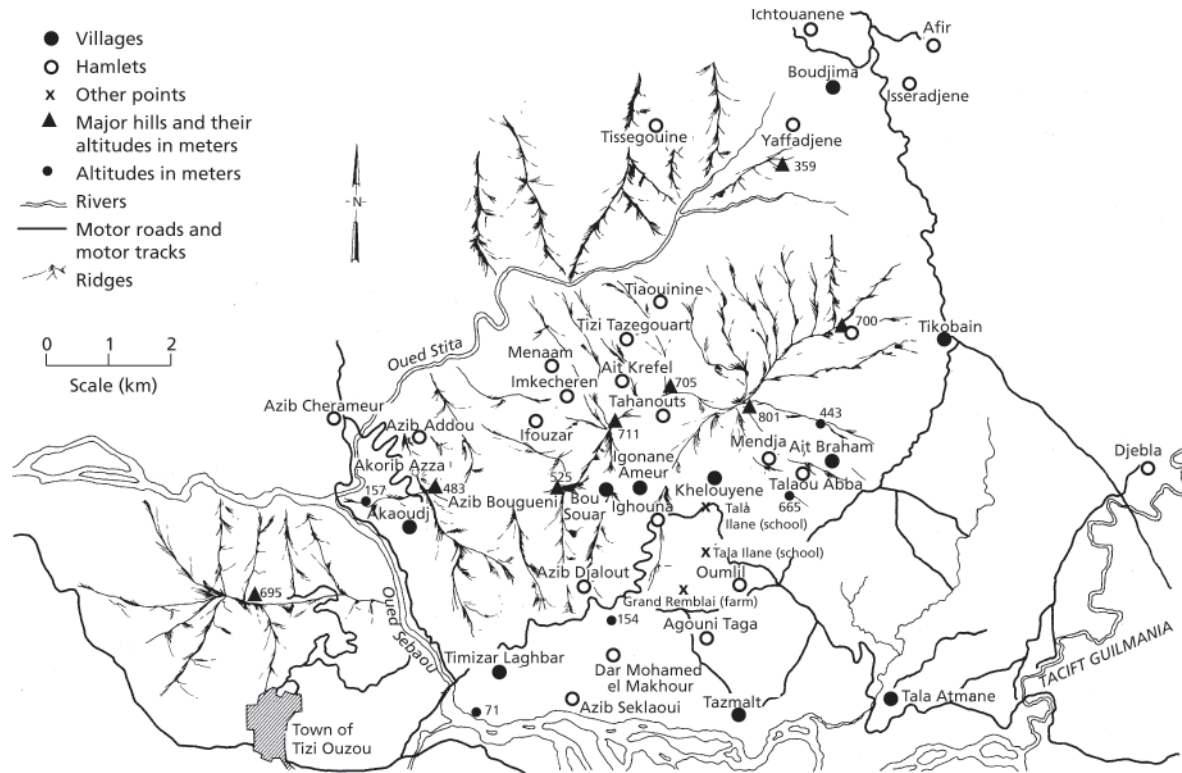 Villages
Hamlets
Other points
Major hills and their
altitudes in meters
Altitudes in meters
Rivers
Motor roads and
motor tracks
Ridges
N
0 1 2
Scale (km)
Ichtouanene
Afir
Boudjima
Isseradjene
Tissegouine
Yaffadjene
359
Tiaouinine
Tizi Tazegouart
700
Tikobain
Oued Stita
Menaam
Ait Krefel
Imkecheren
705
Azib Cherameur
Tahanouts
801
443
Azib Addou
Ifouzar
711
Mendja
Ait Braham
Djebla
Akorib Azza
Igonane
Ameur
525
483
Azib Bougueni
Bou
Souar
Ighouna
Khelouyene
Talaou Abba
157
665
Akaoudj
Tala
Ilane (school)
Tala Ilane (school)
Azib Djalout
Oumlil
695
Grand Remblai (farm)
154
Agouni Taga
Oued Sebaou
Timizar Laghbar
Dar Mohamed
el Makhour
TACIFT GUILMANIA
Azib Seklaoui
Tazmalt
Tala Atmane
71
Town of
Tizi Ouzou